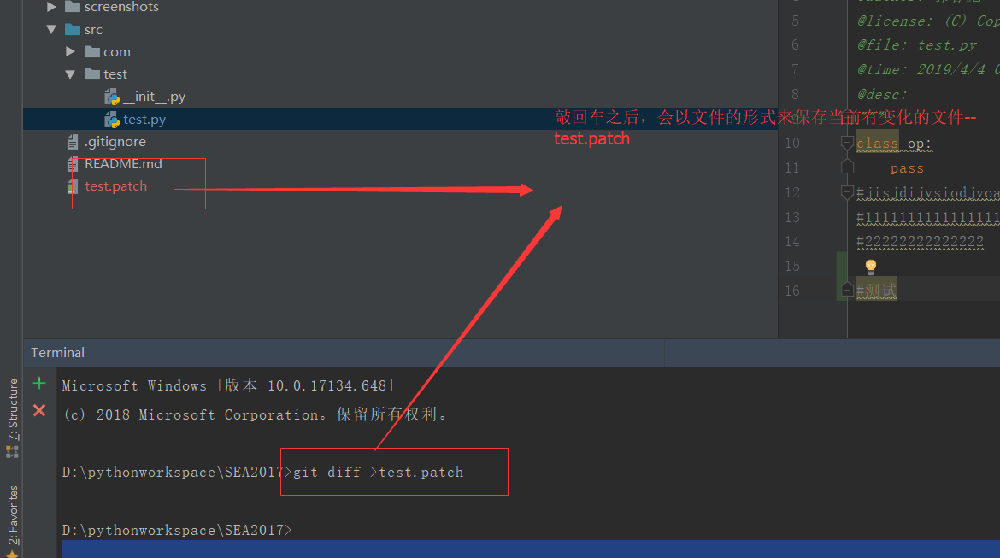 screenshots
src
com
test
__init__.py
test.py
.gitignore
README.md
test.patch
敲回车之后，会以文件的形式来保存当前有变化的文件--
test.patch
5 @license: (C) Cop
6 @file: test.py
7 @time: 2019/4/4 0
8 @desc:
10 class op:
11 pass
12 #jisjdijvsiodjvoa
13 #1111111111111111
14 #22222222222222
15
16 #测试
Terminal
Microsoft Windows [版本 10.0.17134.648]
(c) 2018 Microsoft Corporation。保留所有权利。
D:\pythonworkspace\SEA2017>git diff >test.patch
D:\pythonworkspace\SEA2017>
7: Structure
2: Favorites